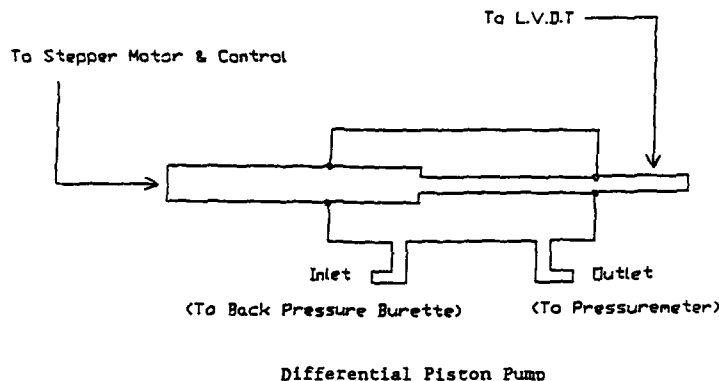 To L.V.D.T
To Stepper Motor & Control
Inlet
Outlet
(To Back Pressure Burette)
(To Pressuremeter)
Differential Piston Pump